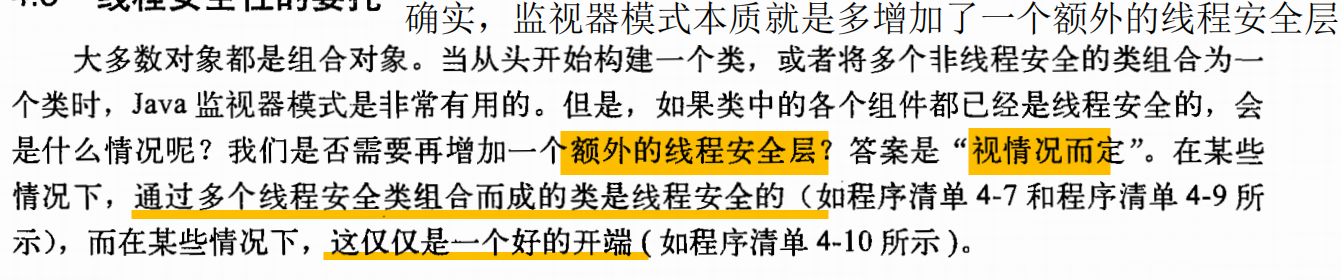 确实，监视器模式本质就是多增加了一个额外的线程安全层
大多数对象都是组合对象。当从头开始构建一个类，或者将多个非线程安全的类组合为一
个类时，Java 监视器模式是非常有用的。但是，如果类中的各个组件都已经是线程安全的，会
是什么情况呢？我们是否需要再增加一个额外的线程安全层？答案是“视情况而定”。在某些
情况下，通过多个线程安全类组合而成的类是线程安全的（如程序清单 4-7 和程序清单 4-9 所
示），而在某些情况下，这仅仅是一个好的开端 ( 如程序清单 4-10 所示 )。